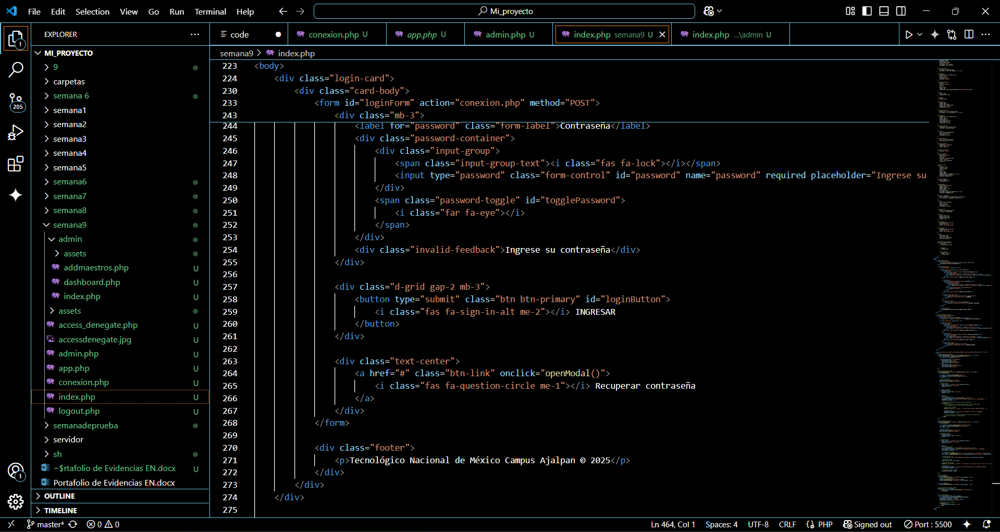 File Edit Selection View Go Run Terminal Help
Mi_proyecto
EXPLORER
code
conexion.php U
app.php U
admin.php U
index.php semana9 U
index.php ...\admin U
semana9 > index.php
1
205
1
MI_PROYECTO
9
carpetas
semana 6
semana1
semana2
semana3
semana4
semana5
semana6
semana7
semana8
semana9
admin
assets
addmaestros.php U
dashboard.php U
index.php U
assets
access_denegate.php U
accessdenegate.jpg U
admin.php U
app.php U
conexion.php U
index.php U
logout.php U
semanadeprueba
servidor
sh
~$rtafolio de Evidencias EN.docx U
Portafolio de Evidencias EN.docx
OUTLINE
TIMELINE
223 <body>
224 <div class="login-card">
230 <div class="card-body">
233 <form id="loginForm" action="conexion.php" method="POST">
243 <div class="mb-3">
244 <label for="password" class="form-label">Contraseña</label>
245 <div class="password-container">
246 <div class="input-group">
247 <span class="input-group-text"><i class="fas fa-lock"></i></span>
248 <input type="password" class="form-control" id="password" name="password" required placeholder="Ingrese su
249 </div>
250 <span class="password-toggle" id="togglePassword">
251 <i class="far fa-eye"></i>
252 </span>
253 </div>
254 <div class="invalid-feedback">Ingrese su contraseña</div>
255 </div>
256
257 <div class="d-grid gap-2 mb-3">
258 <button type="submit" class="btn btn-primary" id="loginButton">
259 <i class="fas fa-sign-in-alt me-2"></i> INGRESAR
260 </button>
261 </div>
262
263 <div class="text-center">
264 <a href="#" class="btn-link" onclick="openModal()">
265 <i class="fas fa-question-circle me-1"></i> Recuperar contraseña
266 </a>
267 </div>
268 </form>
269
270 <div class="footer">
271 <p>Tecnológico Nacional de México Campus Ajalpan © 2025</p>
272 </div>
273 </div>
274 </div>
275
master* 0 0 Ln 464, Col 1 Spaces: 4 UTF-8 CRLF PHP Signed out Port : 5500